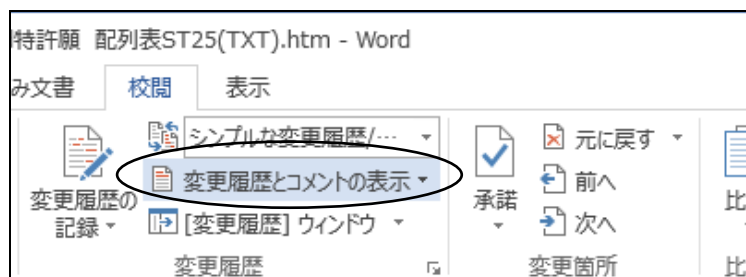 特許願 配列表ST25(TXT).htm - Word
み文書 校閲 表示
シンプルな変更履歴/…
変更履歴とコメントの表示
[変更履歴] ウィンドウ
変更履歴の
記録
変更履歴
承諾
元に戻す
前へ
次へ
変更箇所
比
比